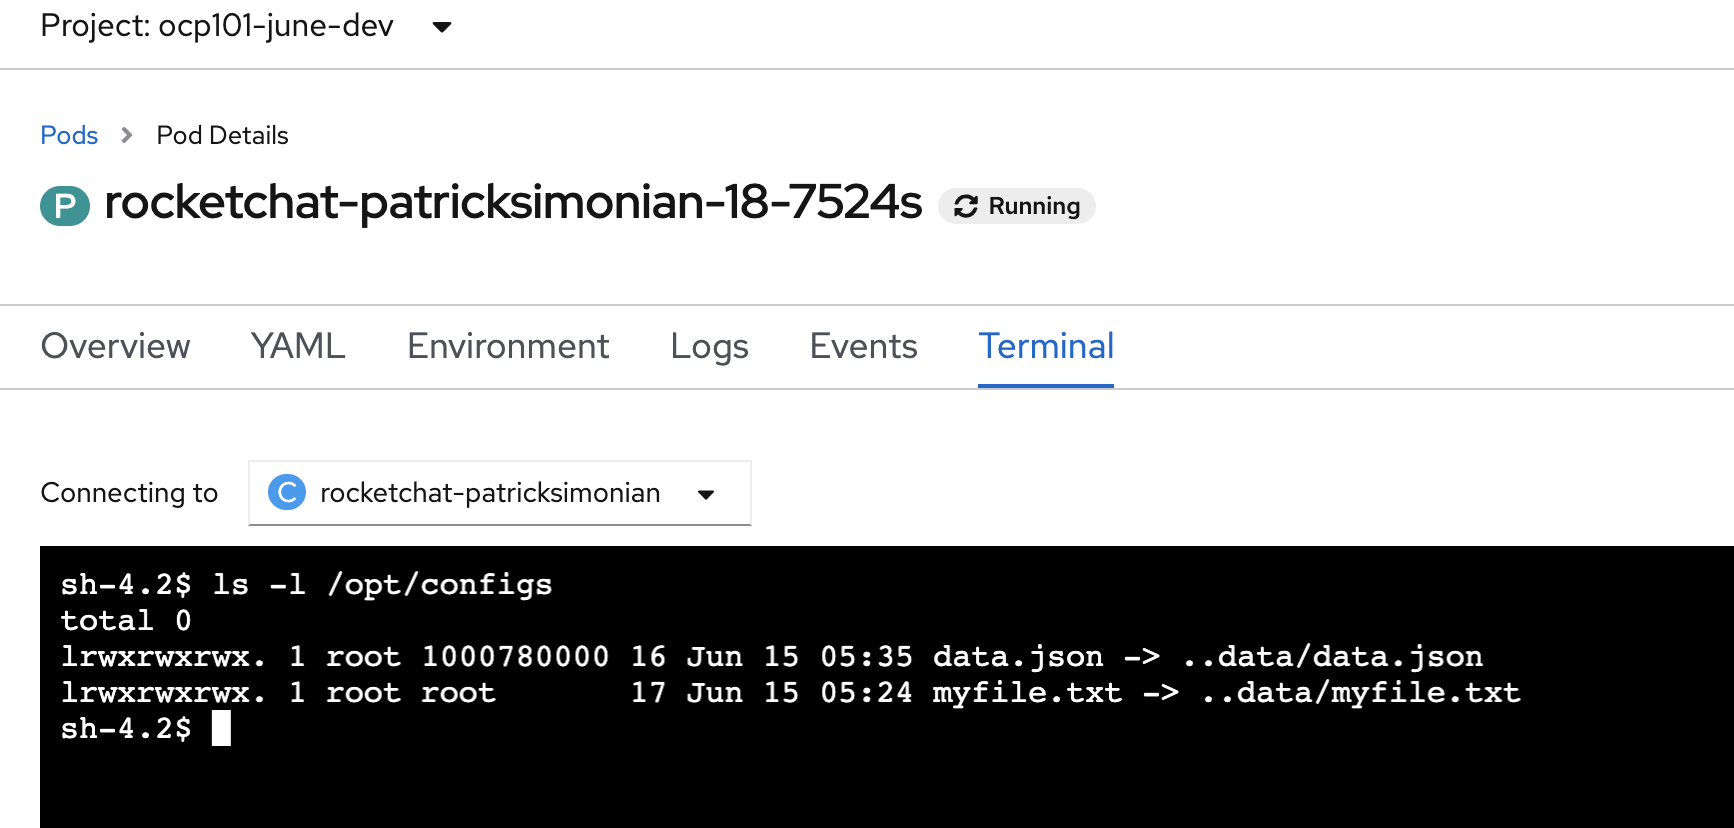 Project: ocp101-june-dev
Pods > Pod Details
P rocketchat-patricksimonian-18-7524s Running
Overview YAML Environment Logs Events Terminal
Connecting to C rocketchat-patricksimonian
sh-4.2$ ls -l /opt/configs
total 0
lrwxrwxrwx. 1 root 1000780000 16 Jun 15 05:35 data.json -> ..data/data.json
lrwxrwxrwx. 1 root root       17 Jun 15 05:24 myfile.txt -> ..data/myfile.txt
sh-4.2$